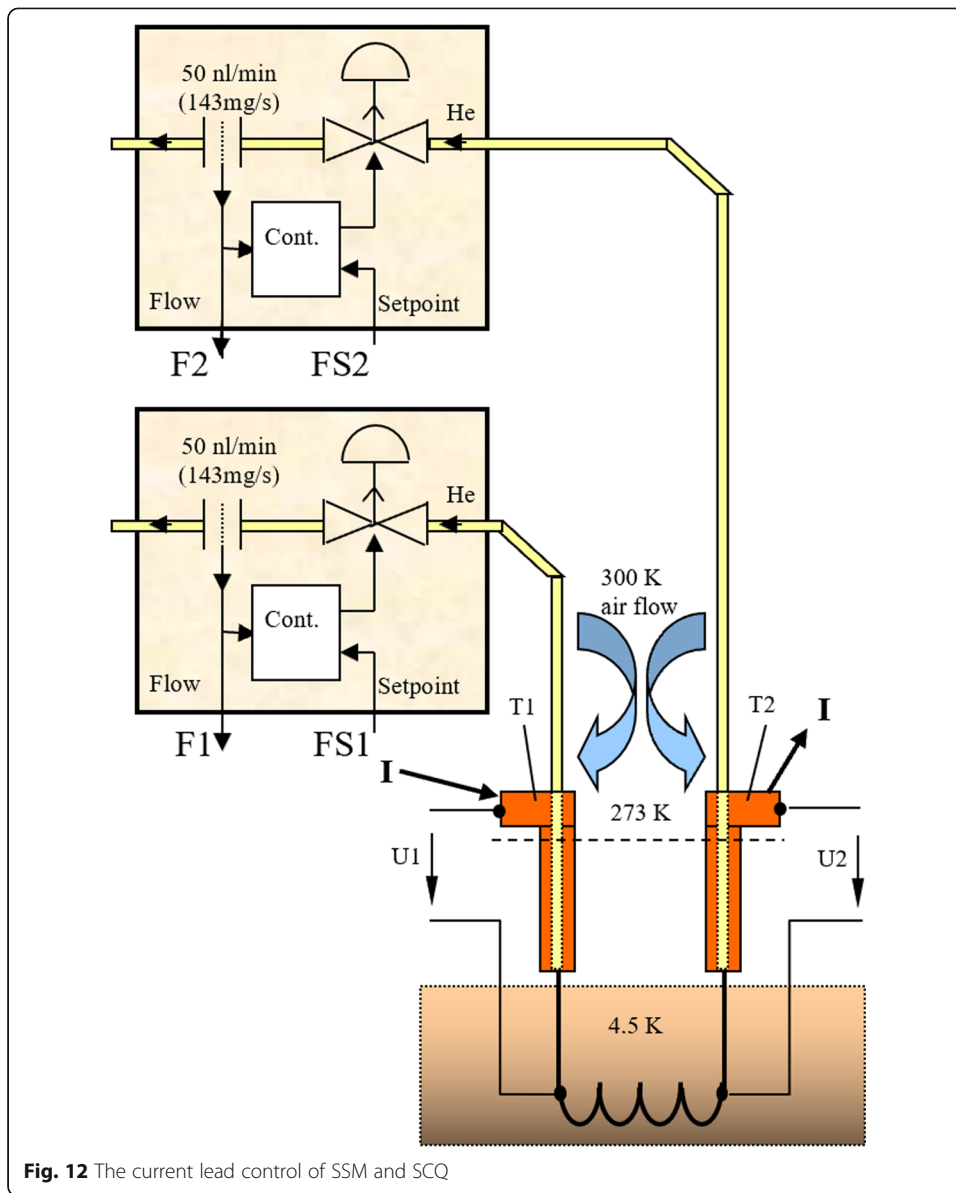 50 nl/min
(143mg/s)
He
Cont.
Flow
Setpoint
F2
FS2
50 nl/min
(143mg/s)
He
Cont.
Flow
Setpoint
F1
FS1
300 K
air flow
T1
T2
I
I
273 K
U1
U2
4.5 K
Fig. 12 The current lead control of SSM and SCQ